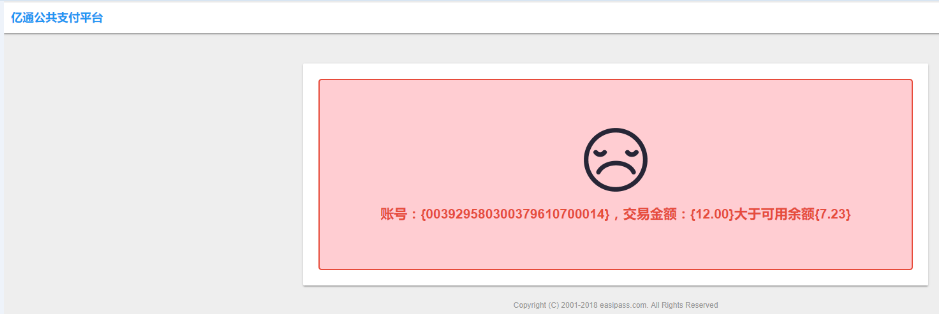 亿通公共支付平台
账号：{003929580300379610700014}，交易金额：{12.00}大于可用余额{7.23}
Copyright (C) 2001-2018 easipass.com. All Rights Reserved